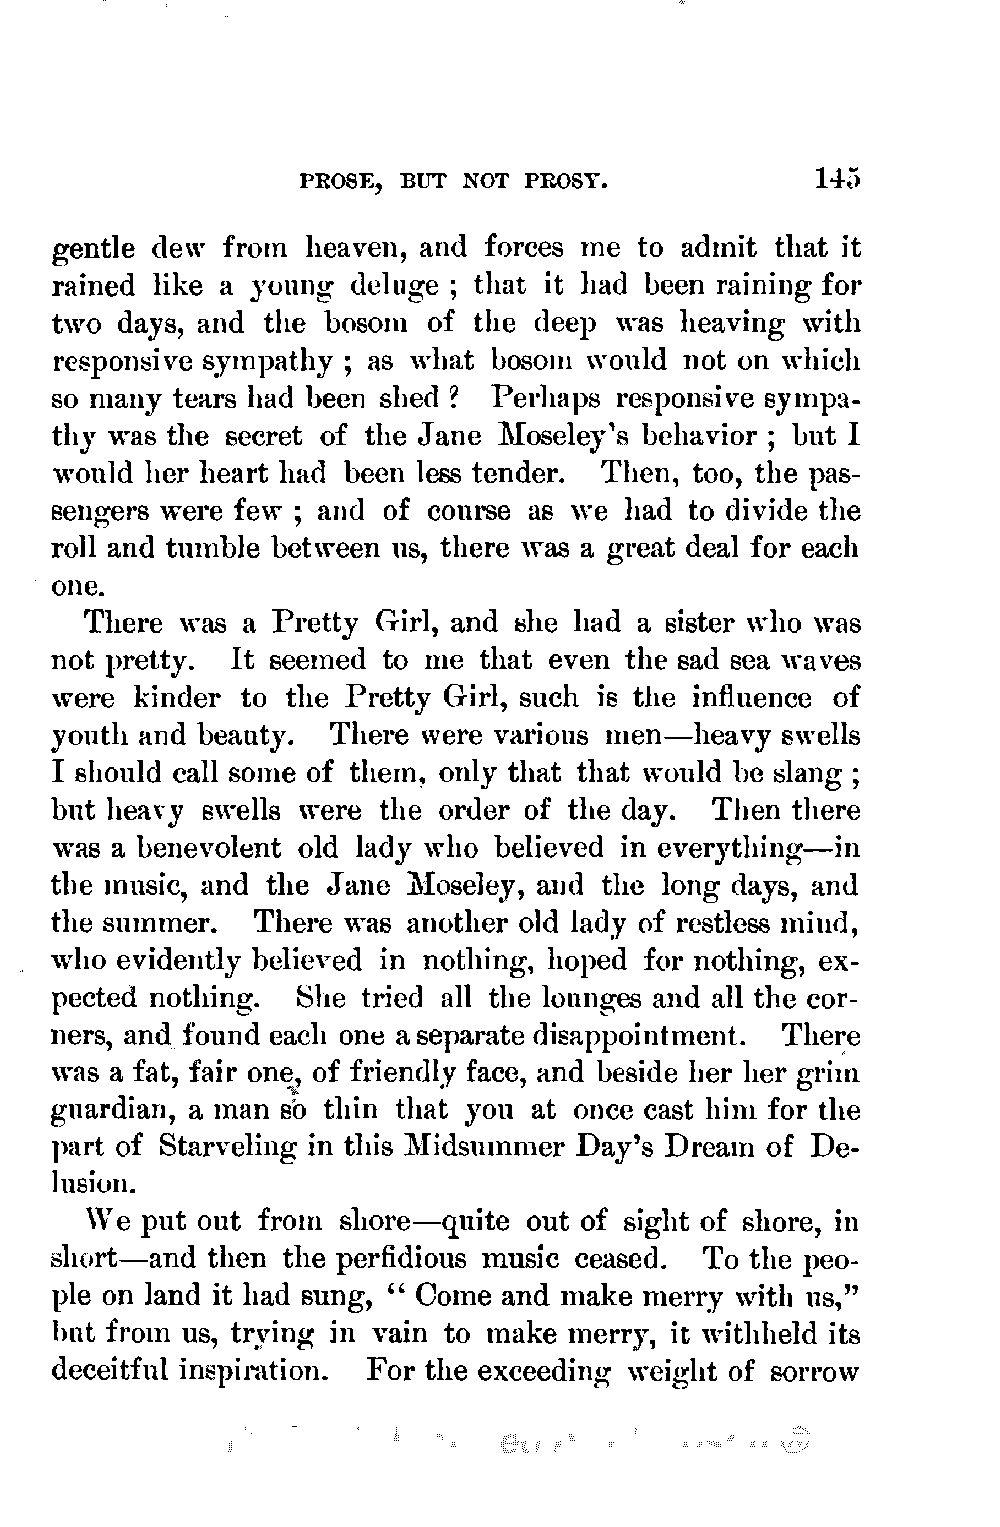 PROSE, BUT NOT PROSY. 145
gentle dew from heaven, and forces me to admit that it
rained like a young deluge ; that it had been raining for
two days, and the bosom of the deep was heaving with
responsive sympathy ; as what bosom would not on which
so many tears had been shed ? Perhaps responsive sympa-
thy was the secret of the Jane Moseley's behavior ; but I
would her heart had been less tender. Then, too, the pas-
sengers were few ; and of course as we had to divide the
roll and tumble between us, there was a great deal for each
one.
There was a Pretty Girl, and she had a sister who was
not pretty. It seemed to me that even the sad sea waves
were kinder to the Pretty Girl, such is the influence of
youth and beauty. There were various men—heavy swells
I should call some of them, only that that would be slang ;
but heavy swells were the order of the day. Then there
was a benevolent old lady who believed in everything—in
the music, and the Jane Moseley, and the long days, and
the summer. There was another old lady of restless mind,
who evidently believed in nothing, hoped for nothing, ex-
pected nothing. She tried all the lounges and all the cor-
ners, and found each one a separate disappointment. There
was a fat, fair one, of friendly face, and beside her her grim
guardian, a man so thin that you at once cast him for the
part of Starveling in this Midsummer Day's Dream of De-
lusion.
We put out from shore—quite out of sight of shore, in
short—and then the perfidious music ceased. To the peo-
ple on land it had sung, “ Come and make merry with us,”
but from us, trying in vain to make merry, it withheld its
deceitful inspiration. For the exceeding weight of sorrow